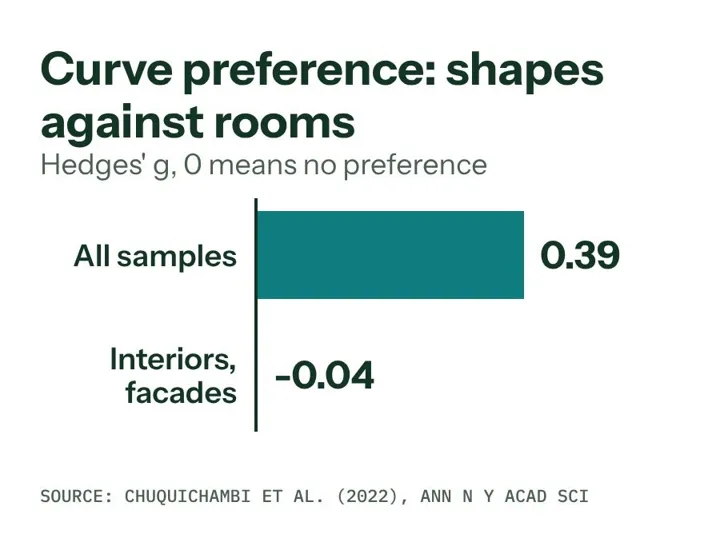 Curve preference: shapes
against rooms
Hedges' g, 0 means no preference
All samples
0.39
Interiors,
facades
-0.04
SOURCE: CHUQUICHAMBI ET AL. (2022), ANN N Y ACAD SCI